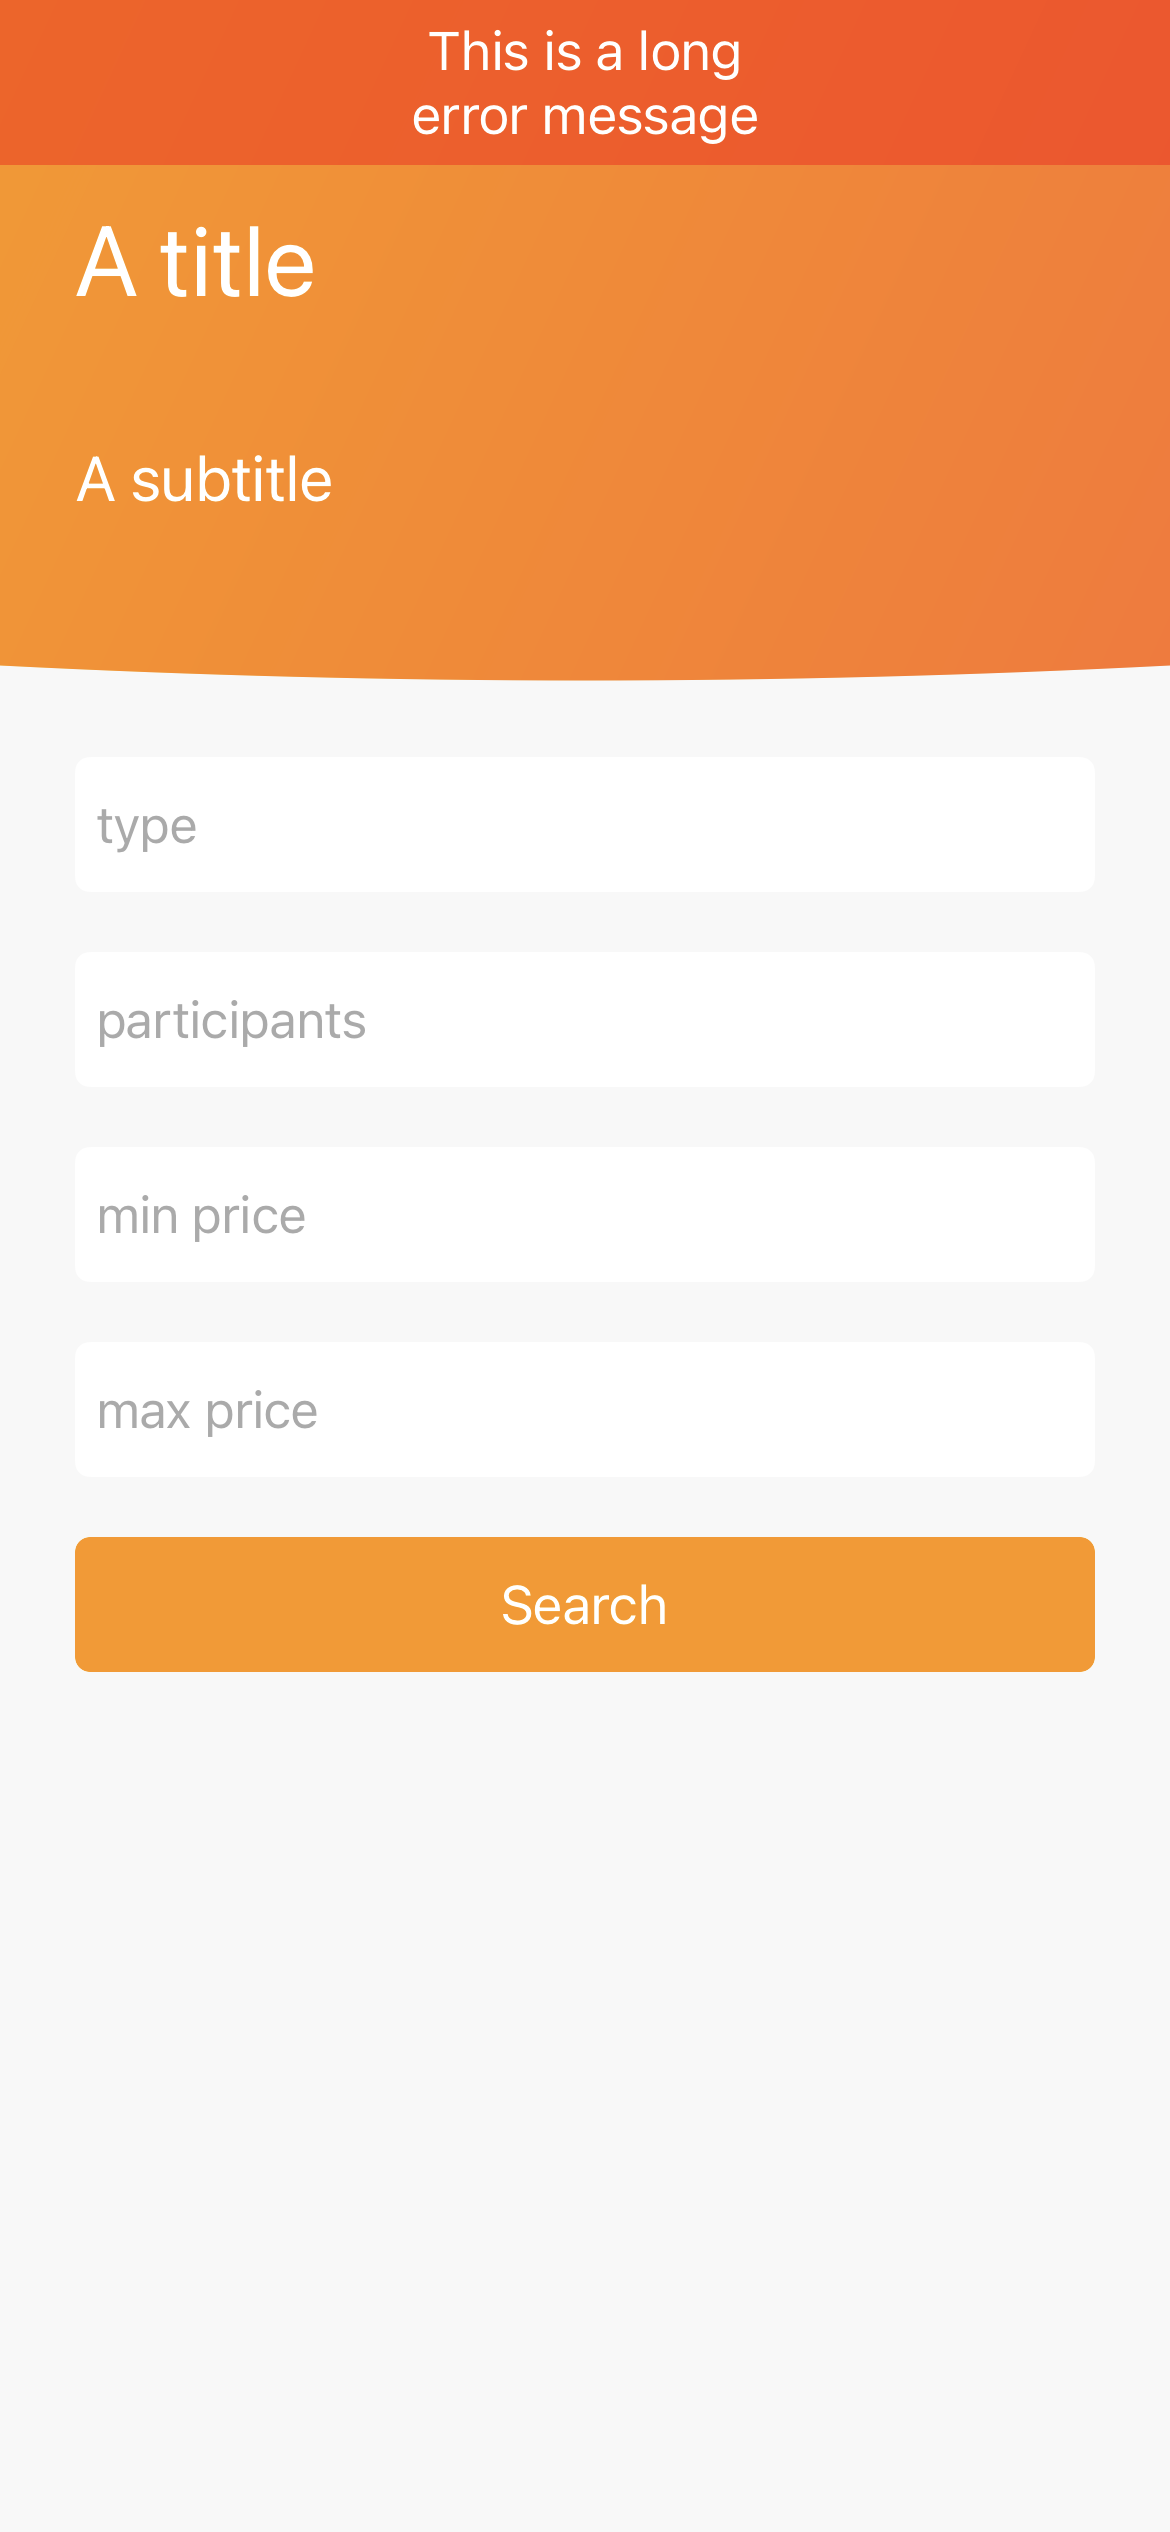 This is a long
error message
A title
A subtitle
type
participants
min price
max price
Search